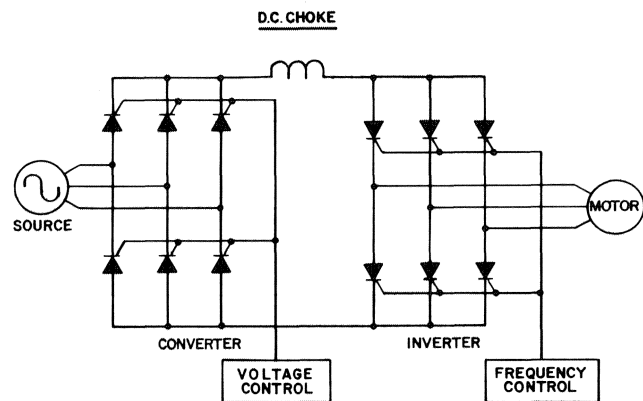 D.C. CHOKE
SOURCE
MOTOR
CONVERTER
INVERTER
VOLTAGE
CONTROL
FREQUENCY
CONTROL